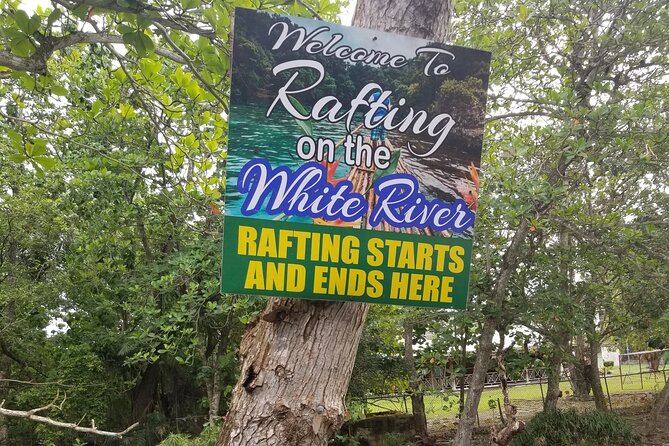 Welcome To
Rafting
on the
White River
RAFTING STARTS
AND ENDS HERE